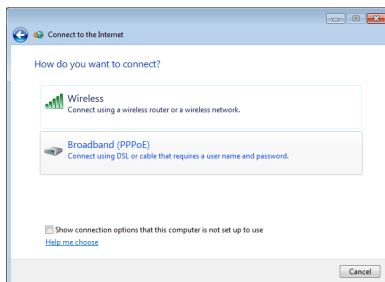 Connect to the Internet
How do you want to connect?
Wireless
Connect using a wireless router or a wireless network.
Broadband (PPPoE)
Connect using DSL or cable that requires a user name and password.
Show connection options that this computer is not set up to use
Help me choose
Cancel